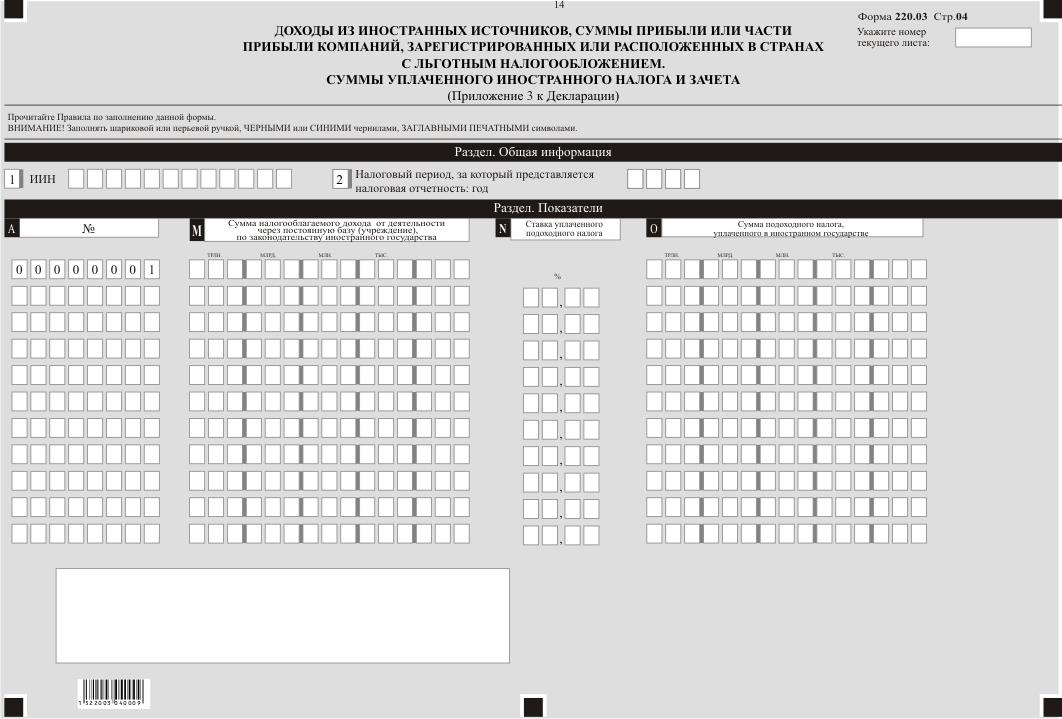 14
Форма 220.03 Стр.04
ДОХОДЫ ИЗ ИНОСТРАННЫХ ИСТОЧНИКОВ, СУММЫ ПРИБЫЛИ ИЛИ ЧАСТИ
ПРИБЫЛИ КОМПАНИЙ, ЗАРЕГИСТРИРОВАННЫХ ИЛИ РАСПОЛОЖЕННЫХ В СТРАНАХ
С ЛЬГОТНЫМ НАЛОГООБЛОЖЕНИЕМ.
СУММЫ УПЛАЧЕННОГО ИНОСТРАННОГО НАЛОГА И ЗАЧЕТА
(Приложение 3 к Декларации)
Укажите номер
текущего листа:
Прочитайте Правила по заполнению данной формы.
ВНИМАНИЕ! Заполнять шариковой или перьевой ручкой, ЧЕРНЫМИ или СИНИМИ чернилами, ЗАГЛАВНЫМИ ПЕЧАТНЫМИ символами.
Раздел. Общая информация
1 ИИН
2 Налоговый период, за который представляется
налоговая отчетность: год
Раздел. Показатели
A №
M Сумма налогооблагаемого дохода от деятельности
через постоянную базу (учреждение),
по законодательству иностранного государства
N Ставка уплаченного
подоходного налога
O Сумма подоходного налога,
уплаченного в иностранном государстве
ТРЛН. МЛРД. МЛН. ТЫС.
%
ТРЛН. МЛРД. МЛН. ТЫС.
0 0 0 0 0 0 0 1
,
,
,
,
,
,
,
,
,
,
1 522003 040009